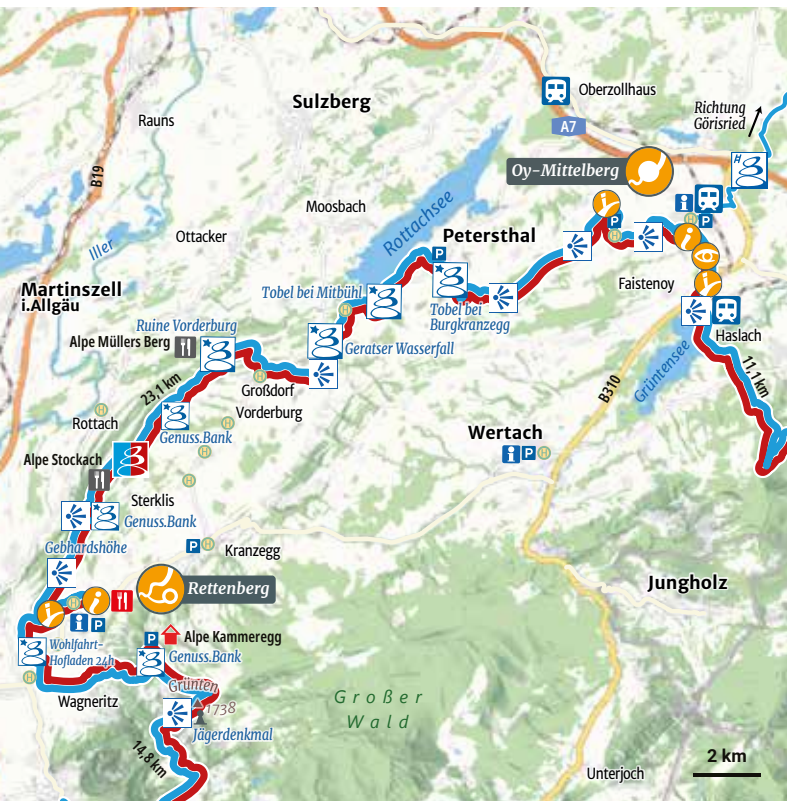 Sulzberg
Oberzollhaus
Richtung
Görisried
A7
Rauns
B19
Oy-Mittelberg
H
i
P
P
Moosbach
Rottachsee
Iller
Ottacker
Petersthal
P
Faistenoy
Martinszell
i.Allgäu
Tobel bei Mitbühl
H
Tobel bei
Burgkranzegg
Ruine Vorderburg
Alpe Müllers Berg
Geratser Wasserfall
Haslach
Grüntensee
11,1 km
B310
23,1 km
Großdorf
Vorderburg
H
Rottach
H
Genuss.Bank
Wertach
i P H
Alpe Stockach
Sterklis
Genuss.Bank
Gebhardshöhe
P H
Kranzegg
Rettenberg
Jungholz
i
i P
Wohlfahrt-
Hofladen 24h
P
Alpe Kammeregg
Genuss.Bank
Grünten
1738
Wagneritz
Jägerdenkmal
Großer
Wald
14,8 km
2 km
Unterjoch